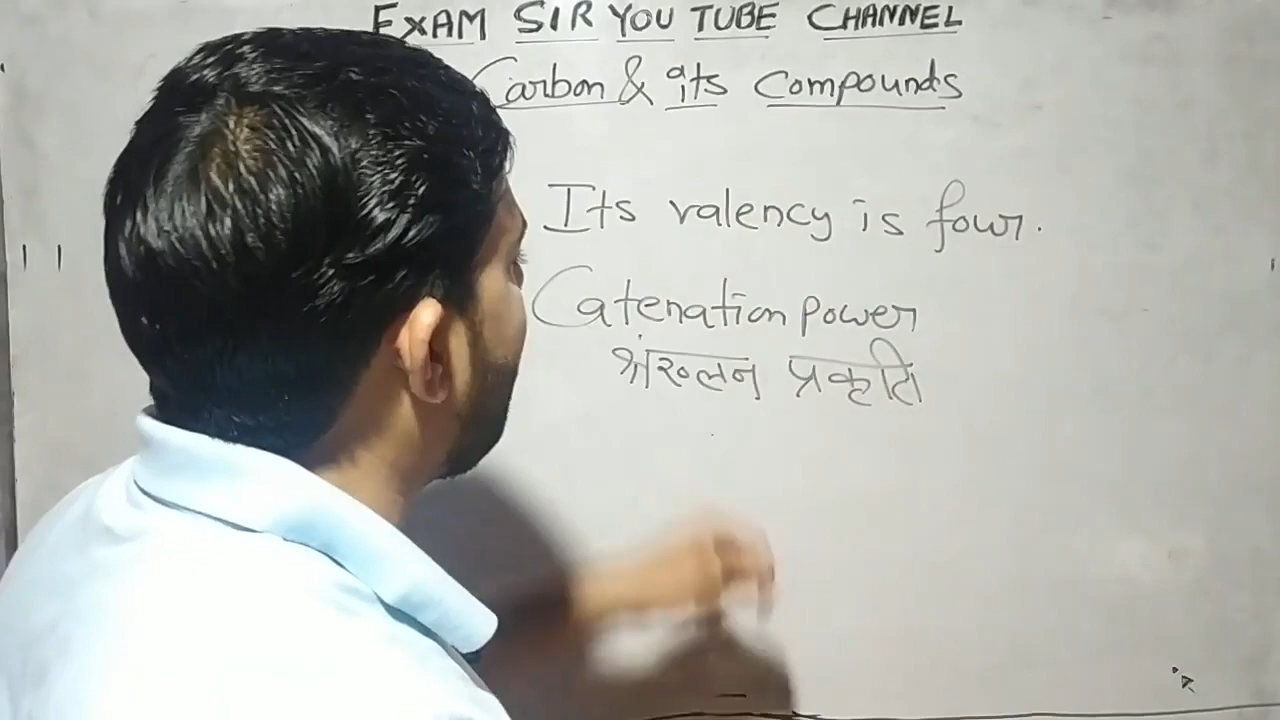 EXAM SIR YOU TUBE CHANNEL
Carbon & its Compounds
Its valency is four.
Catenation power
श्रंखलन प्रकृति